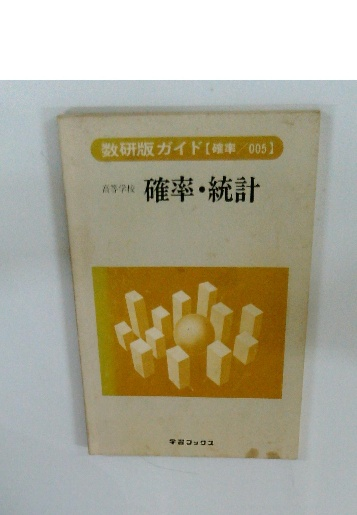 数研版 ガイド【確率／005】
高等学校 確率・統計
学習ブックス